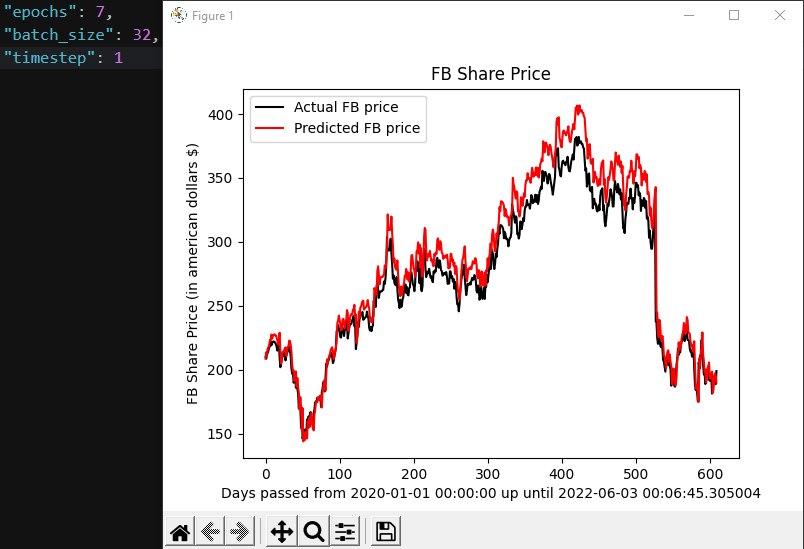 "epochs": 7,
"batch_size": 32,
"timestep": 1
Figure 1
FB Share Price
Actual FB price
Predicted FB price
FB Share Price (in american dollars $)
400
350
300
250
200
150
0 100 200 300 400 500 600
Days passed from 2020-01-01 00:00:00 up until 2022-06-03 00:06:45.305004